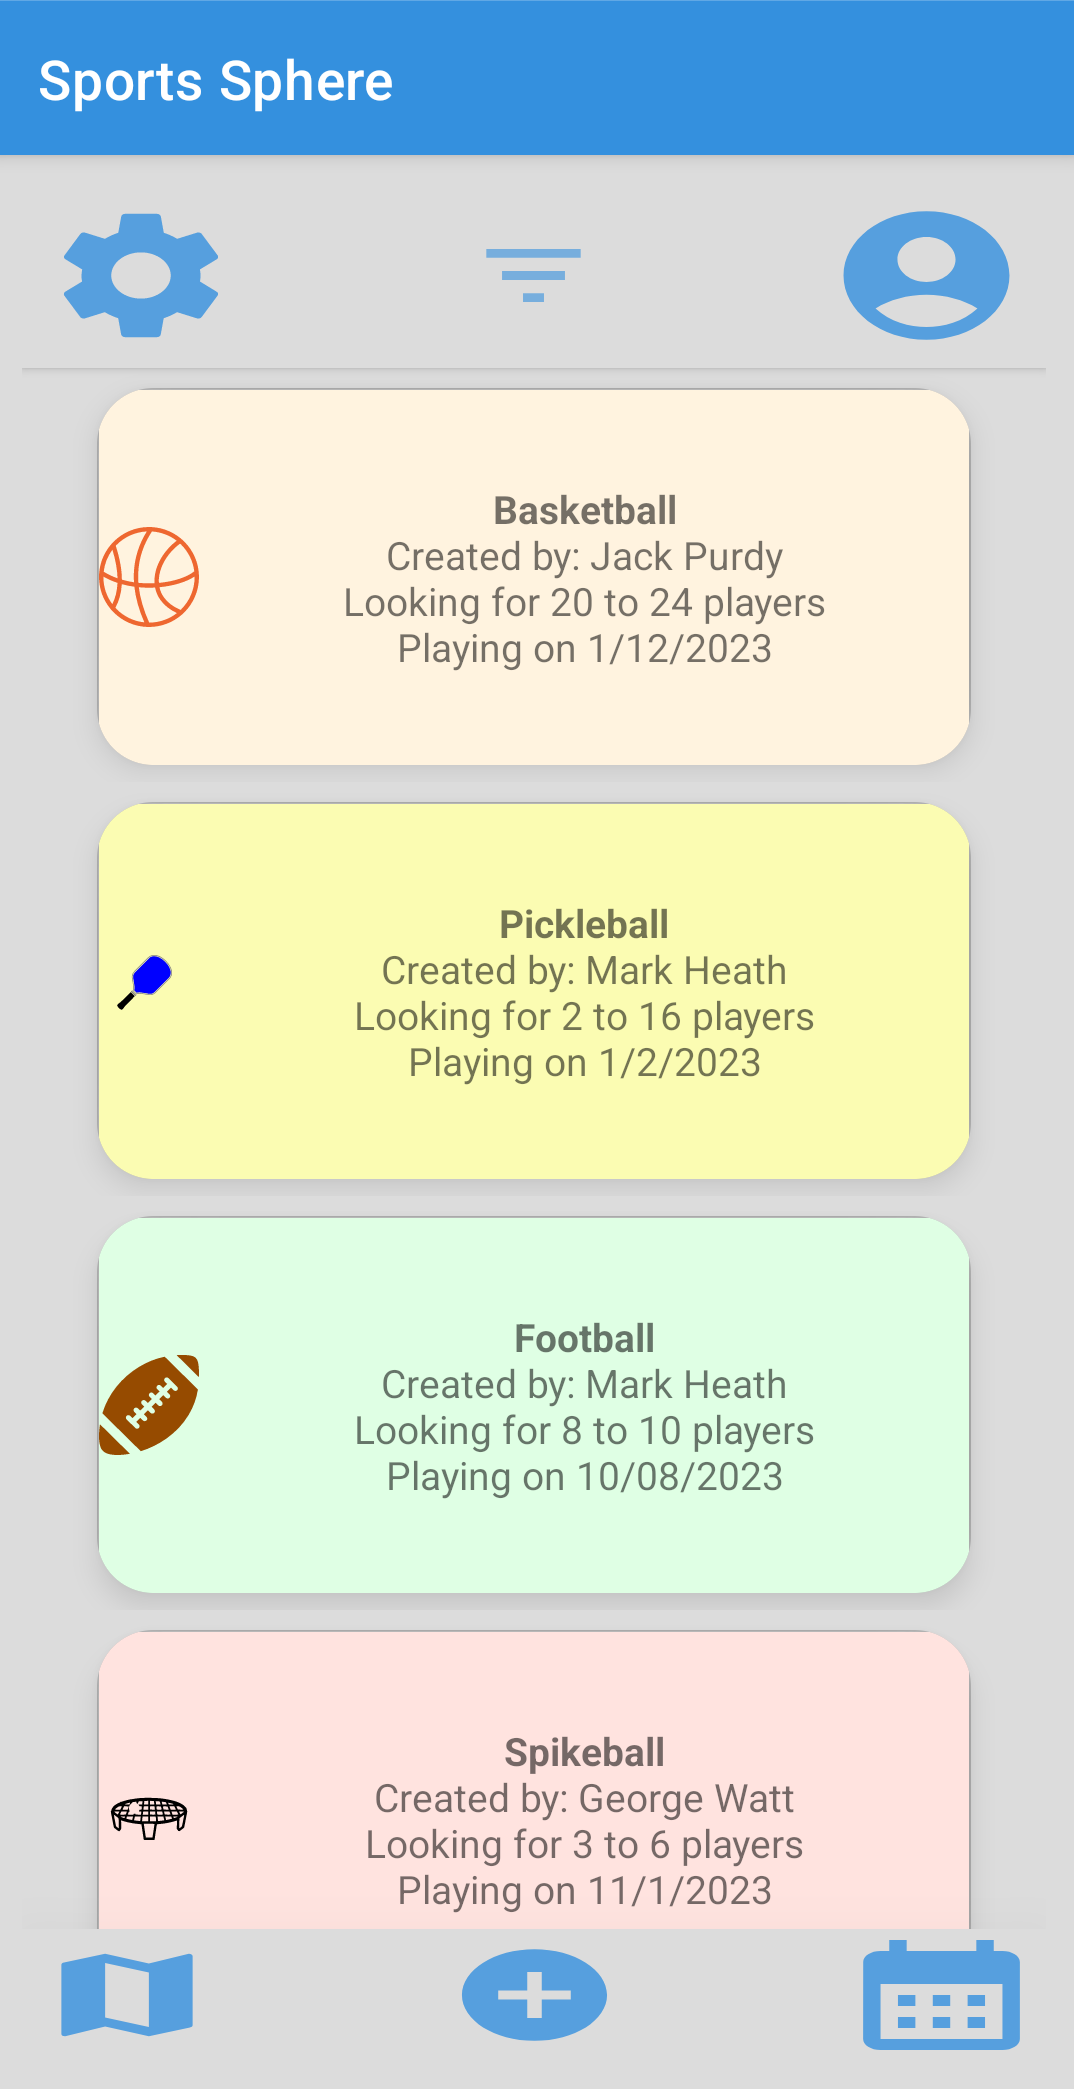 Sports Sphere
Basketball
Created by: Jack Purdy
Looking for 20 to 24 players
Playing on 1/12/2023
Pickleball
Created by: Mark Heath
Looking for 2 to 16 players
Playing on 1/2/2023
Football
Created by: Mark Heath
Looking for 8 to 10 players
Playing on 10/08/2023
Spikeball
Created by: George Watt
Looking for 3 to 6 players
Playing on 11/1/2023